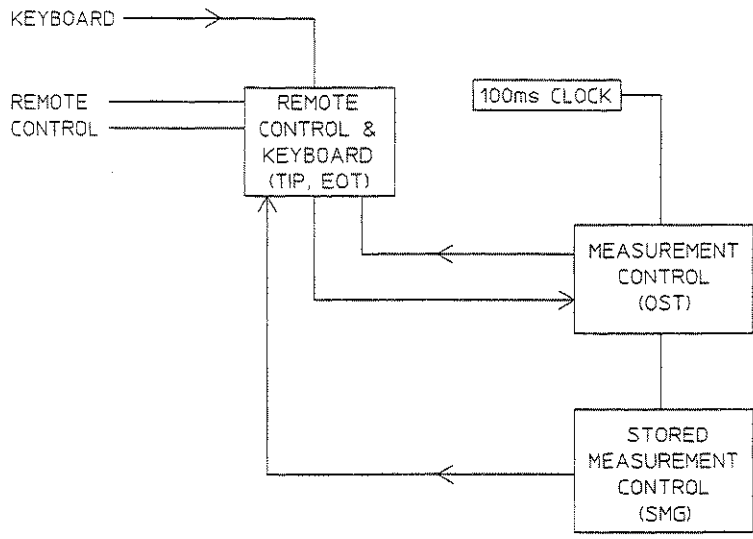 KEYBOARD
REMOTE
CONTROL
REMOTE
CONTROL &
KEYBOARD
(TIP, EOT)
100ms CLOCK
MEASUREMENT
CONTROL
(OST)
STORED
MEASUREMENT
CONTROL
(SMG)